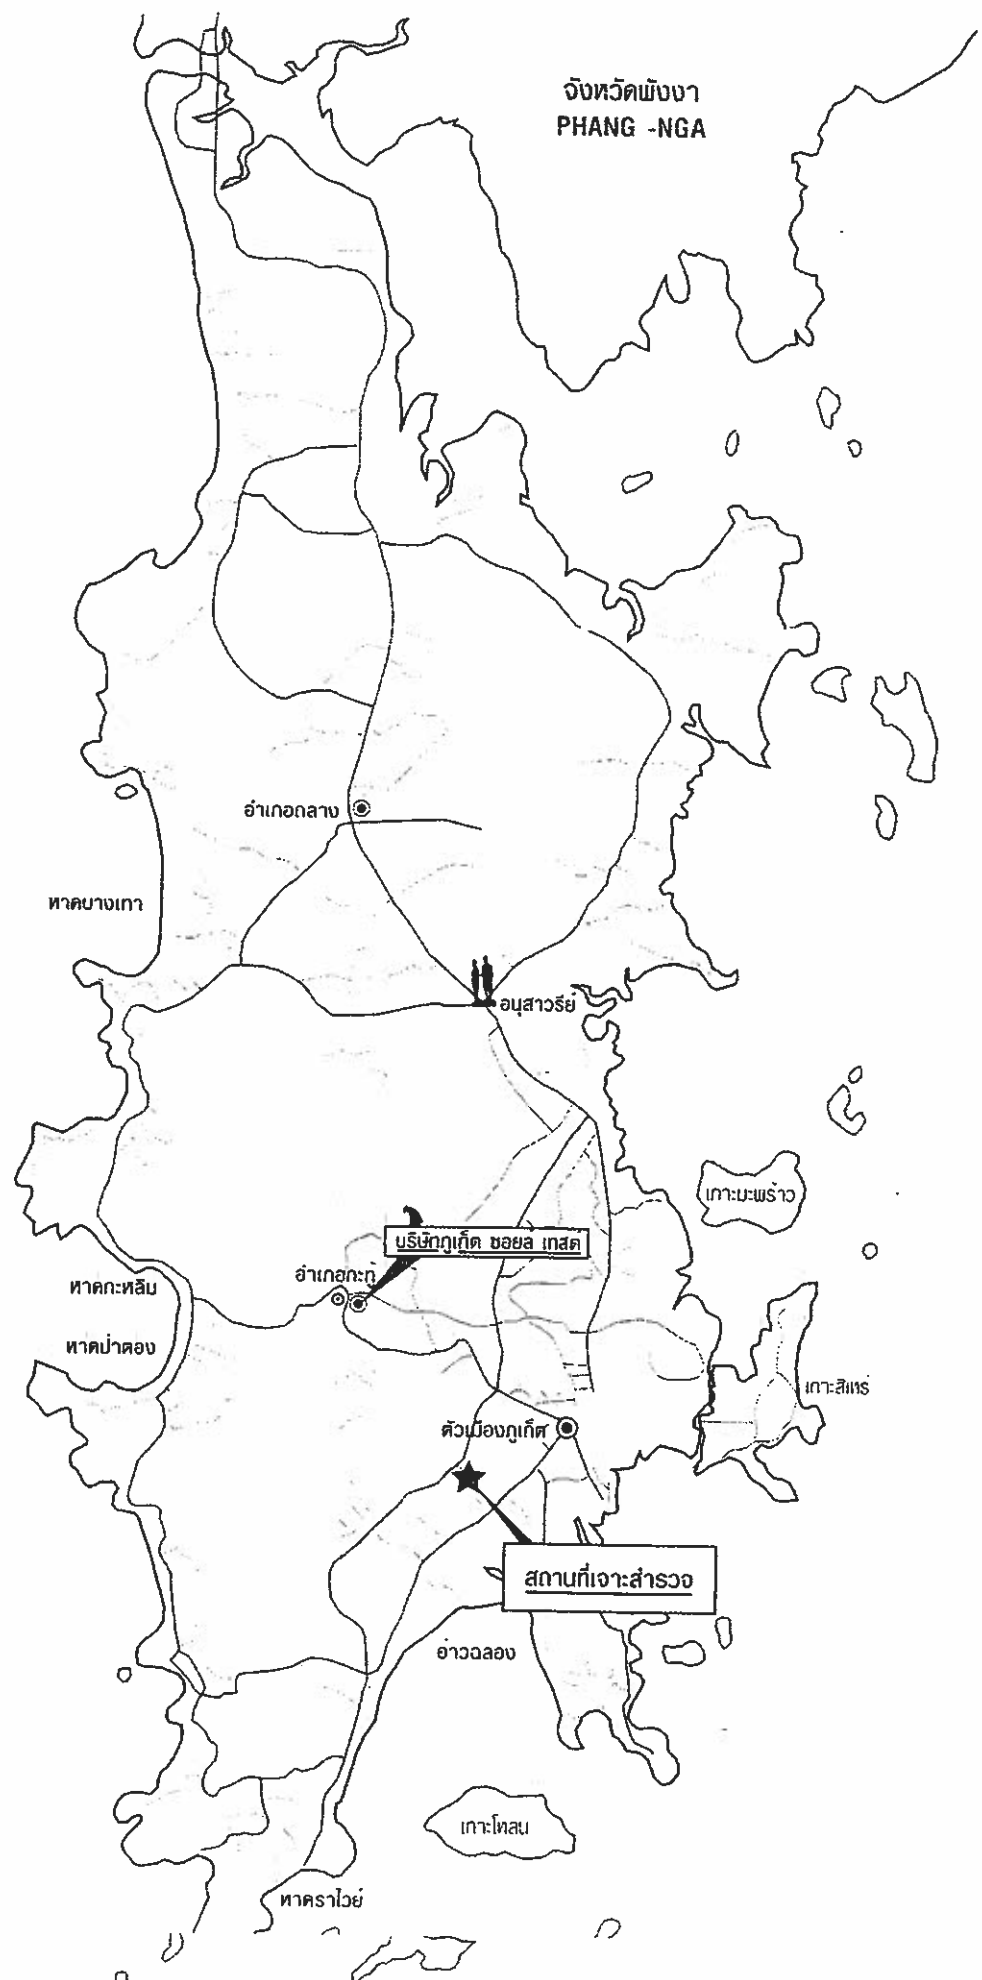 จังหวัดพังงา
PHANG -NGA
อำเภอถลาง
หาดบางเทา
อนุสาวรีย์
เกาะมะพร้าว
บริษัทภูเก็ต ซอยล์ เทสต์
อำเภอกะทู้
หาดกะหลิม
หาดป่าตอง
เกาะสิเหร่
ตัวเมืองภูเก็ต
สถานที่เจาะสำรวจ
อ่าวฉลอง
เกาะโหลน
หาดราไวย์